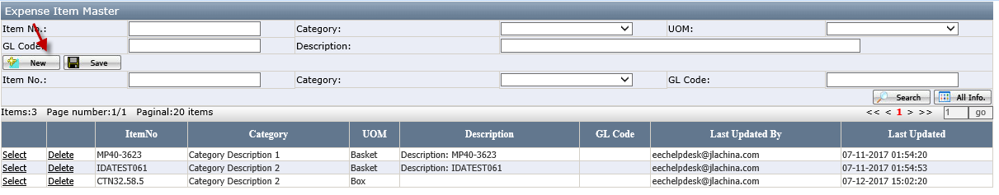 Expense Item Master
Item No.: Category: UOM:
GL Code: Description:
New Save
Item No.: Category: GL Code:
Search All Info.
Items:3 Page number:1/1 Paginal:20 items << < 1 > >> 1 go
ItemNo Category UOM Description GL Code Last Updated By Last Updated
Select Delete MP40-3623 Category Description 1 Basket Description: MP40-3623 eechelpdesk@jlachina.com 07-11-2017 01:54:20
Select Delete IDATEST061 Category Description 2 Basket Description: IDATEST061 eechelpdesk@jlachina.com 07-11-2017 01:54:53
Select Delete CTN32.58.5 Category Description 2 Box eechelpdesk@jlachina.com 07-12-2017 15:02:20